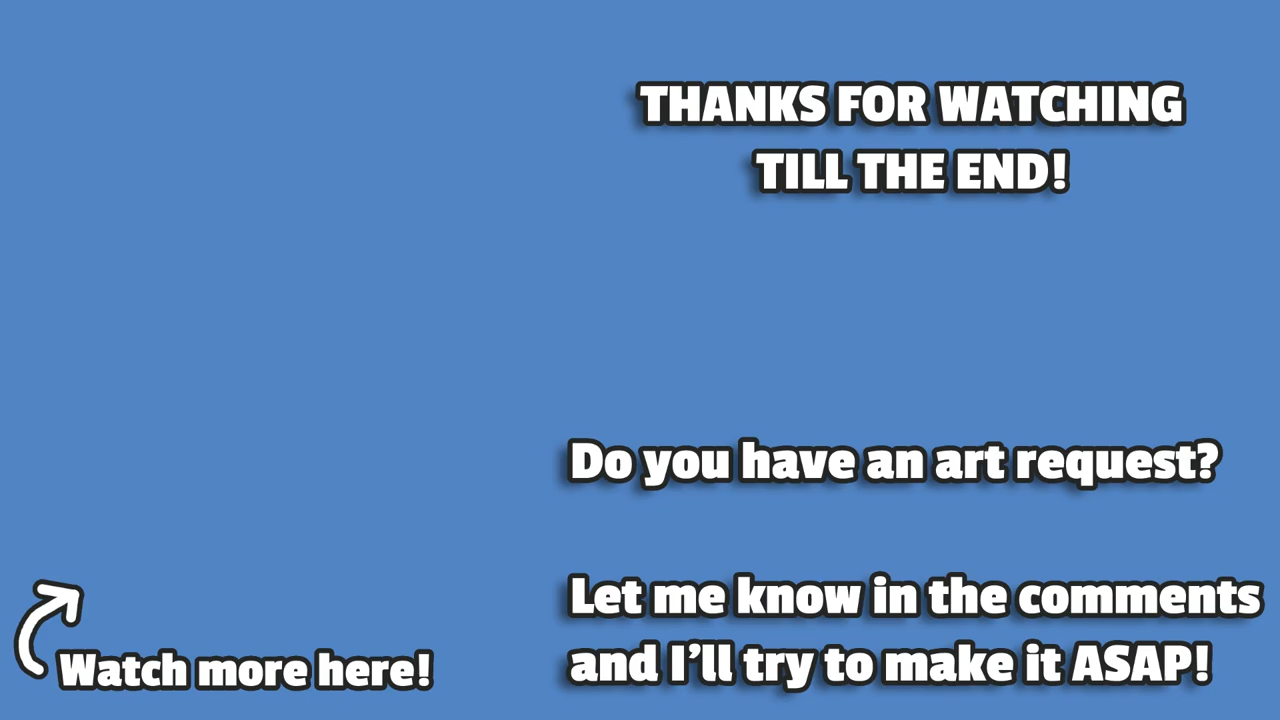 THANKS FOR WATCHING
TILL THE END!
Do you have an art request?
Let me know in the comments
and I’ll try to make it ASAP!
Watch more here!